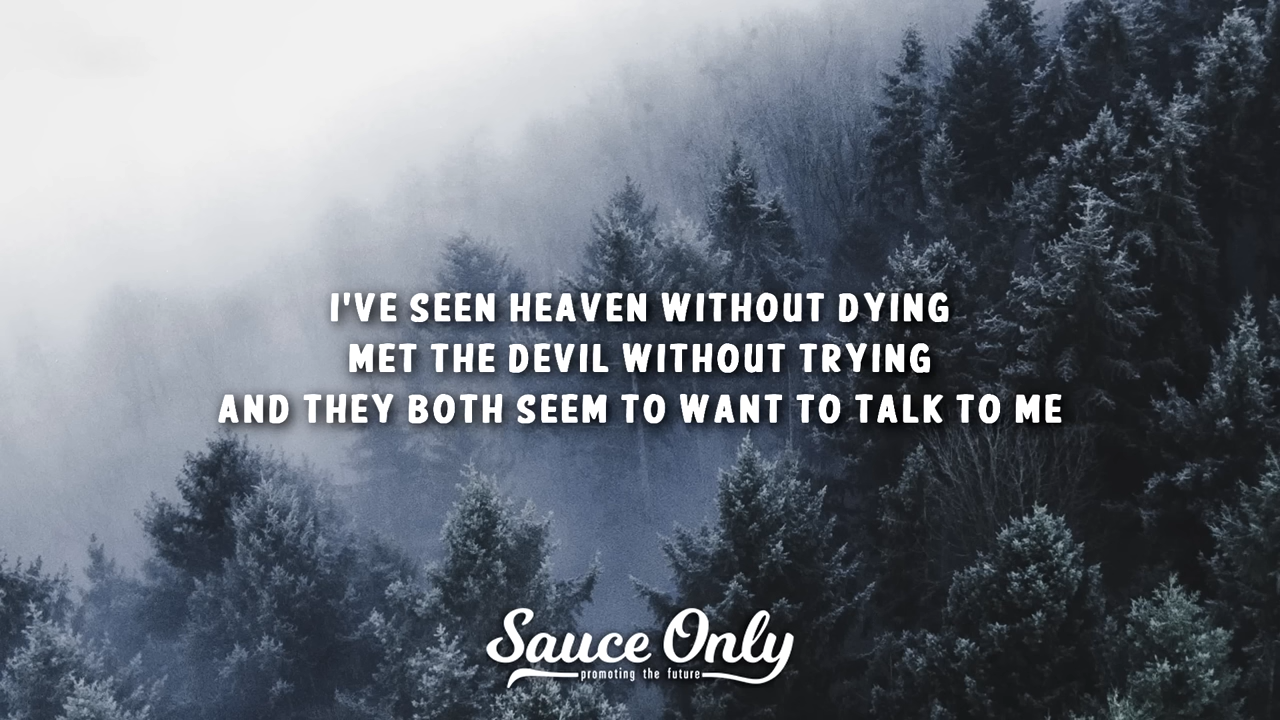 I'VE SEEN HEAVEN WITHOUT DYING
MET THE DEVIL WITHOUT TRYING
AND THEY BOTH SEEM TO WANT TO TALK TO ME
Sauce Only
promoting the future